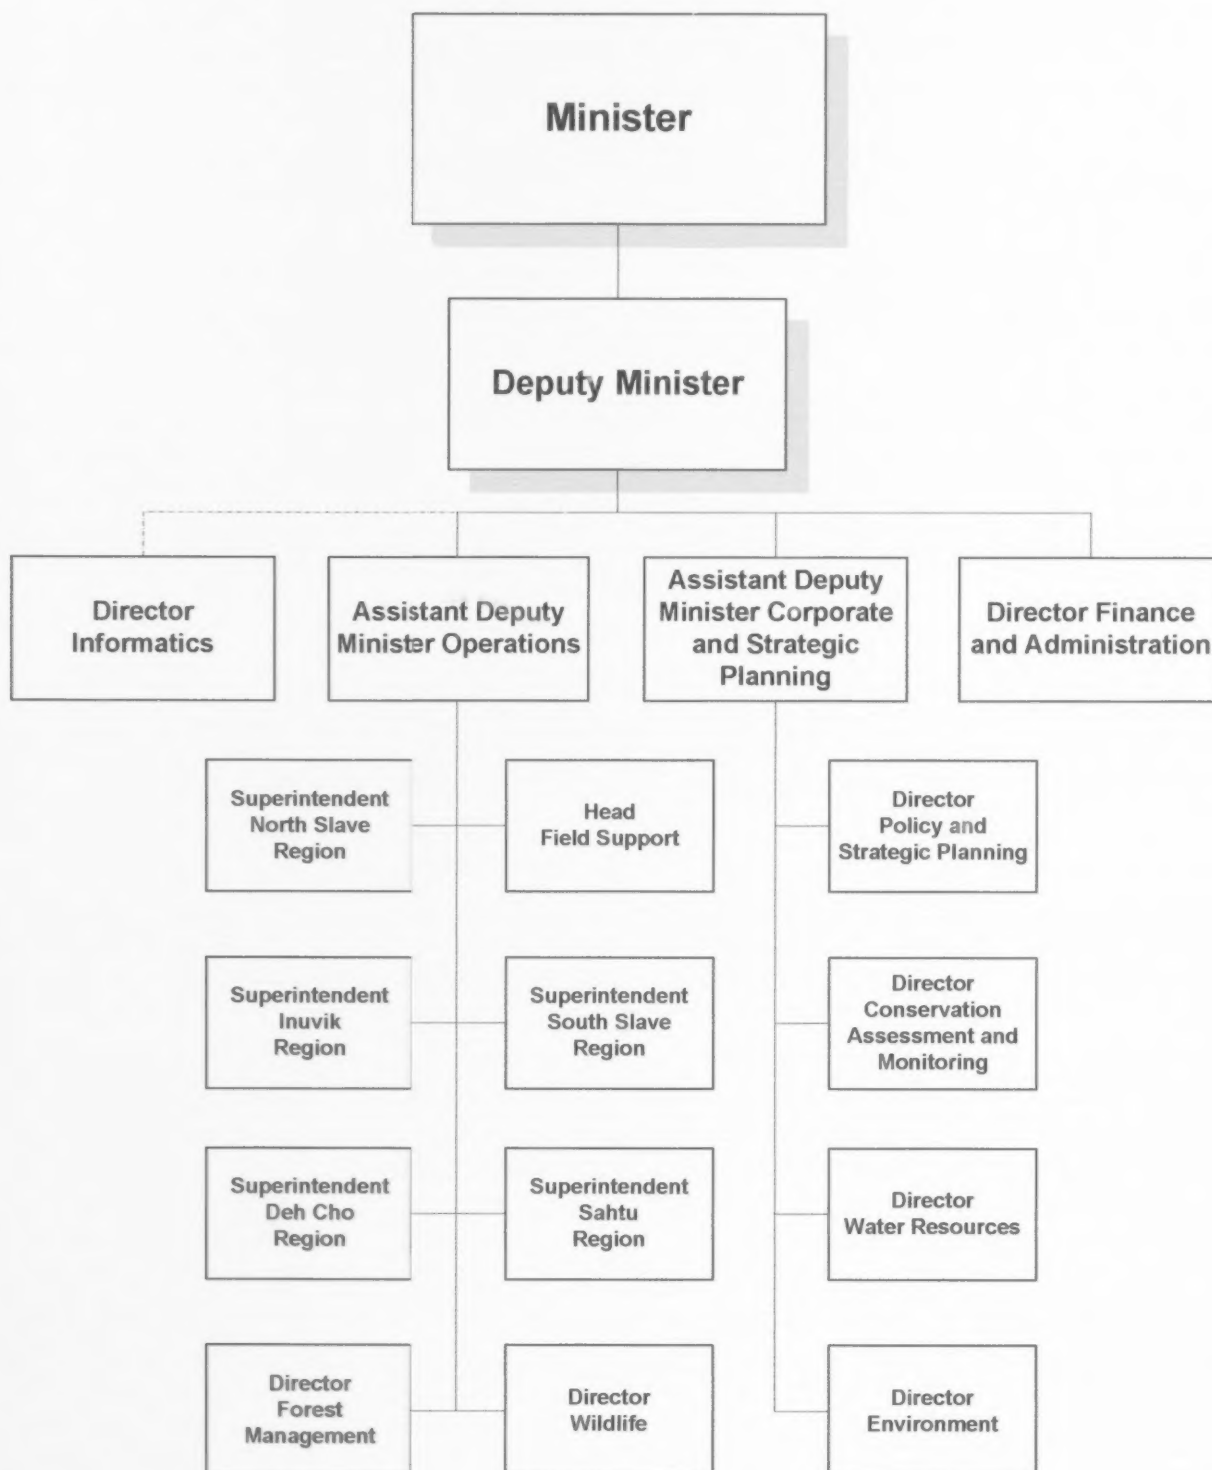 Minister
Deputy Minister
Director
Informatics
Assistant Deputy
Minister Operations
Assistant Deputy
Minister Corporate
and Strategic
Planning
Director Finance
and Administration
Superintendent
North Slave
Region
Head
Field Support
Director
Policy and
Strategic Planning
Superintendent
Inuvik
Region
Superintendent
South Slave
Region
Director
Conservation
Assessment and
Monitoring
Superintendent
Deh Cho
Region
Superintendent
Sahtu
Region
Director
Water Resources
Director
Forest
Management
Director
Wildlife
Director
Environment